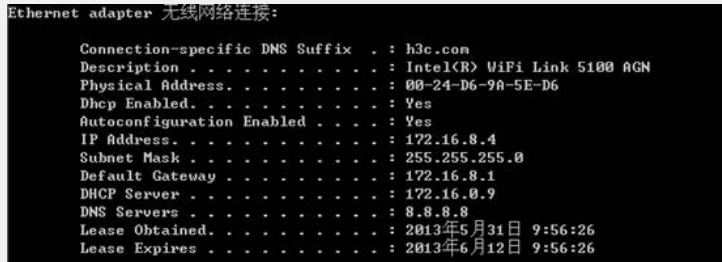 Ethernet adapter 无线网络连接:
Connection-specific DNS Suffix . : h3c.com
Description . . . . . . . . . . . : Intel(R) WiFi Link 5100 AGN
Physical Address. . . . . . . . . : 00-24-D6-9A-5E-D6
Dhcp Enabled. . . . . . . . . . . : Yes
Autoconfiguration Enabled . . . . : Yes
IP Address. . . . . . . . . . . . : 172.16.8.4
Subnet Mask . . . . . . . . . . . : 255.255.255.0
Default Gateway . . . . . . . . . : 172.16.8.1
DHCP Server . . . . . . . . . . . : 172.16.0.9
DNS Servers . . . . . . . . . . . : 8.8.8.8
Lease Obtained. . . . . . . . . . : 2013年5月31日 9:56:26
Lease Expires . . . . . . . . . . : 2013年6月12日 9:56:26